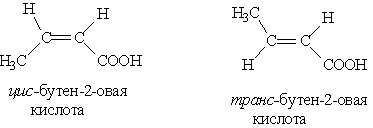 H
H
C=C
H₃C
COOH
цис-бутен-2-овая
кислота
H₃C
H
C=C
H
COOH
транс-бутен-2-овая
кислота